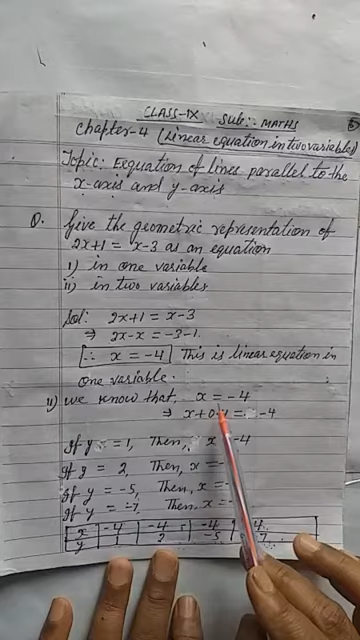 CLASS-IX Sub:- MATHS
Chapter-4 (Linear equation in two variables)
Topic: Equation of lines parallel to the
x-axis and y-axis
Q. Give the geometric representation of
2x+1 = x-3 as an equation
i) in one variable
ii) in two variables
Sol: 2x+1 = x-3
⇒ 2x-x = -3-1
∴ x = -4 This is linear equation in
one variable.
ii) we know that, x = -4
⇒ x+0 = -4
If y = 1, Then, x -4
If y = 2, Then, x = -
If y = -5, Then, x = -
If y = -7, Then, x = -
x -4 -4 -4 4
y 1 2 -5 7